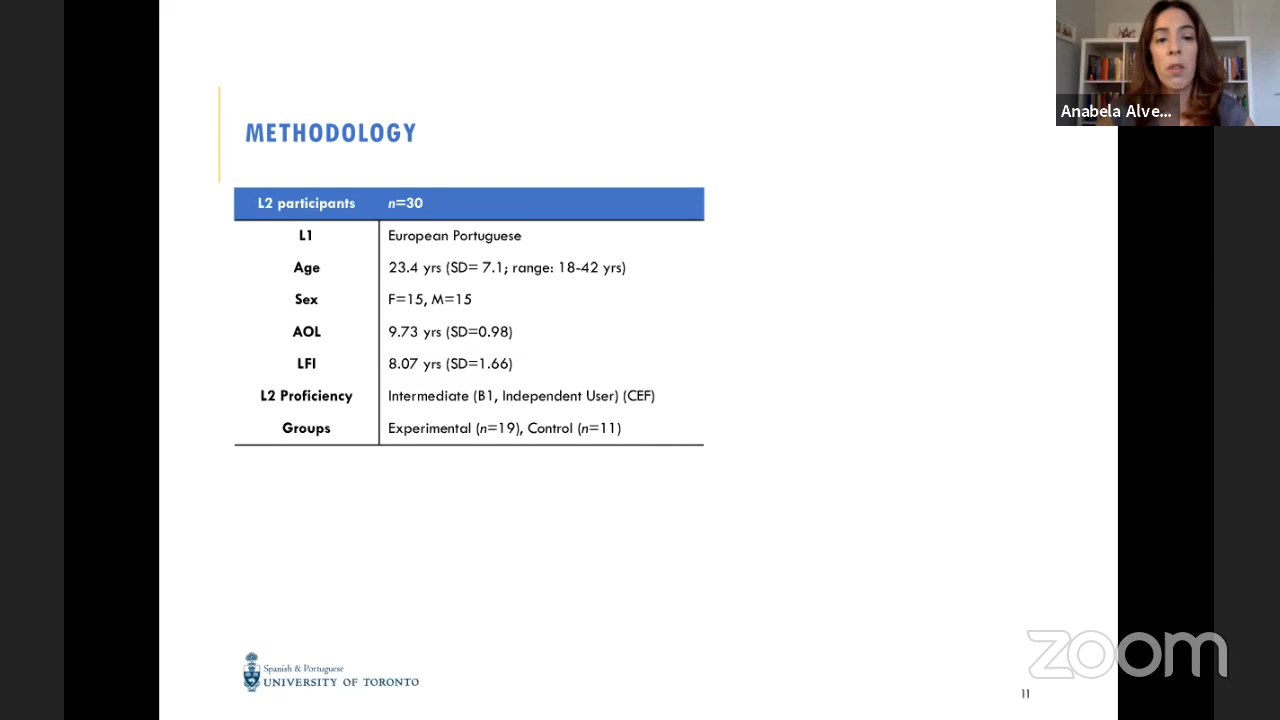 Anabela Alve...
METHODOLOGY
L2 participants n=30
L1 European Portuguese
Age 23.4 yrs (SD= 7.1; range: 18-42 yrs)
Sex F=15, M=15
AOL 9.73 yrs (SD=0.98)
LFI 8.07 yrs (SD=1.66)
L2 Proficiency Intermediate (B1, Independent User) (CEF)
Groups Experimental (n=19), Control (n=11)
Spanish & Portuguese
UNIVERSITY OF TORONTO
zoom
11